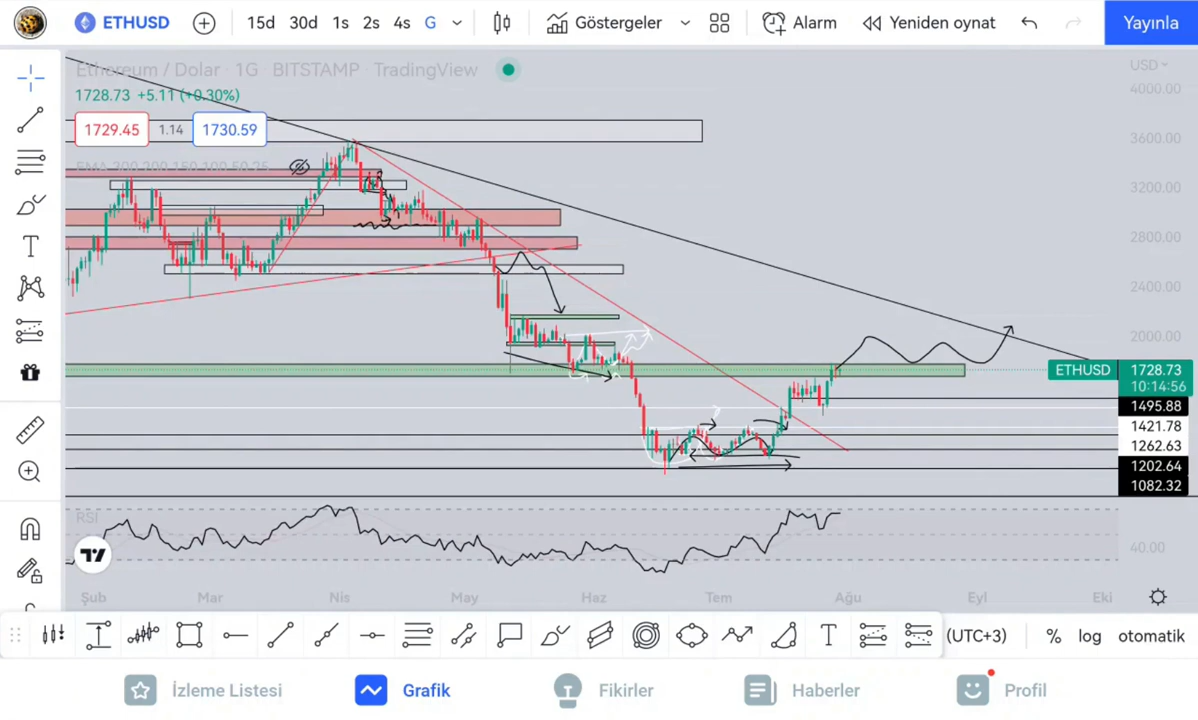 ETHUSD 15d 30d 1s 2s 4s G Göstergeler Alarm Yeniden oynat Yayınla
Ethereum / Dolar · 1G · BITSTAMP · TradingView
USD
1728.73 +5.11 (+0.30%)
4000.00
1729.45 1.14 1730.59
3600.00
EMA 300 200 150 100 50 25
3200.00
2800.00
2400.00
2000.00
ETHUSD 1728.73
10:14:56
1495.88
1421.78
1262.63
1202.64
1082.32
RSI
40.00
Şub Mar Nis May Haz Tem Ağu Eyl Eki
(UTC+3) % log otomatik
İzleme Listesi Grafik Fikirler Haberler Profil